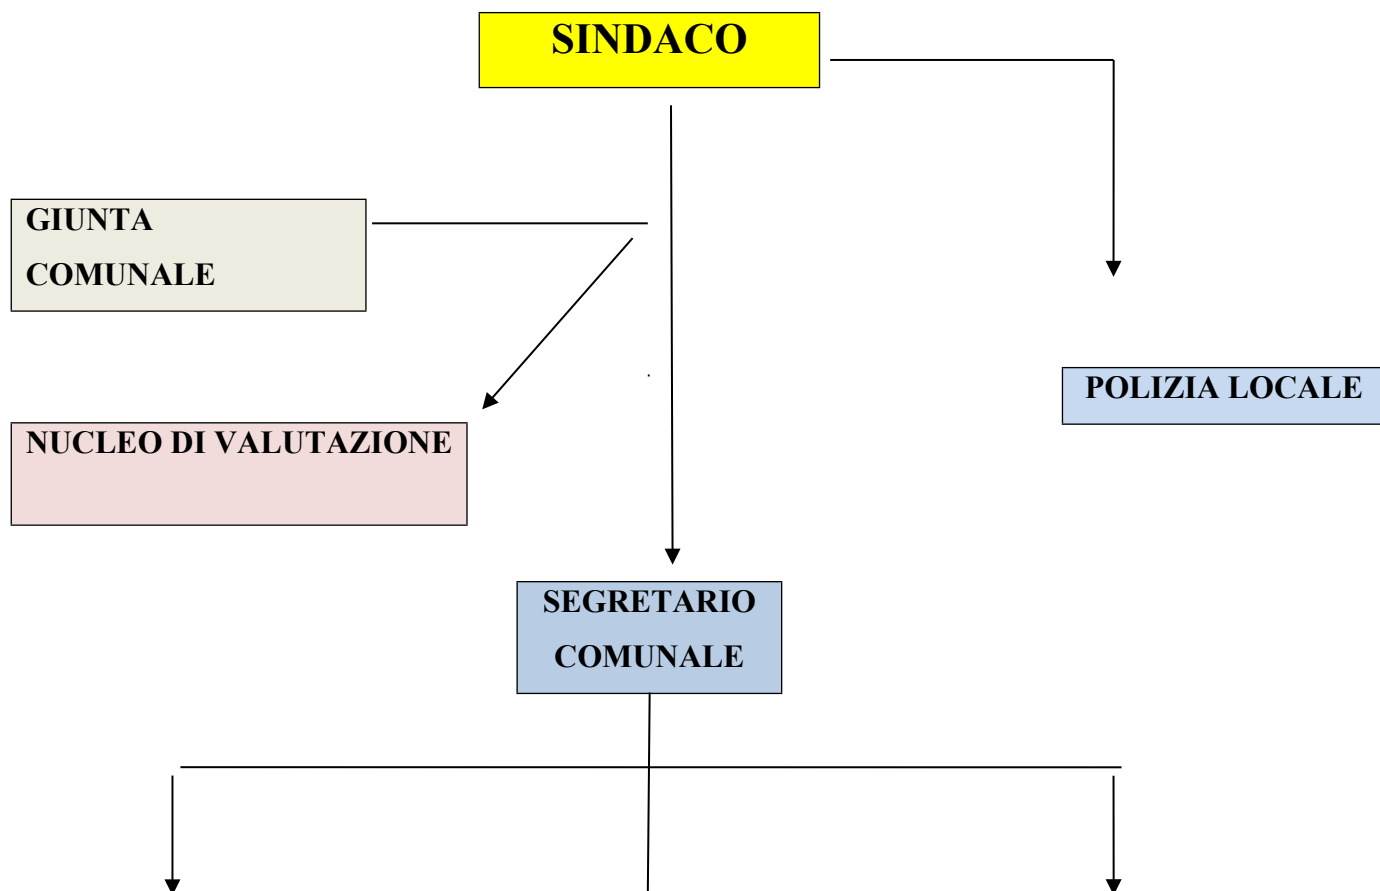 SINDACO
GIUNTA
COMUNALE
POLIZIA LOCALE
NUCLEO DI VALUTAZIONE
SEGRETARIO
COMUNALE